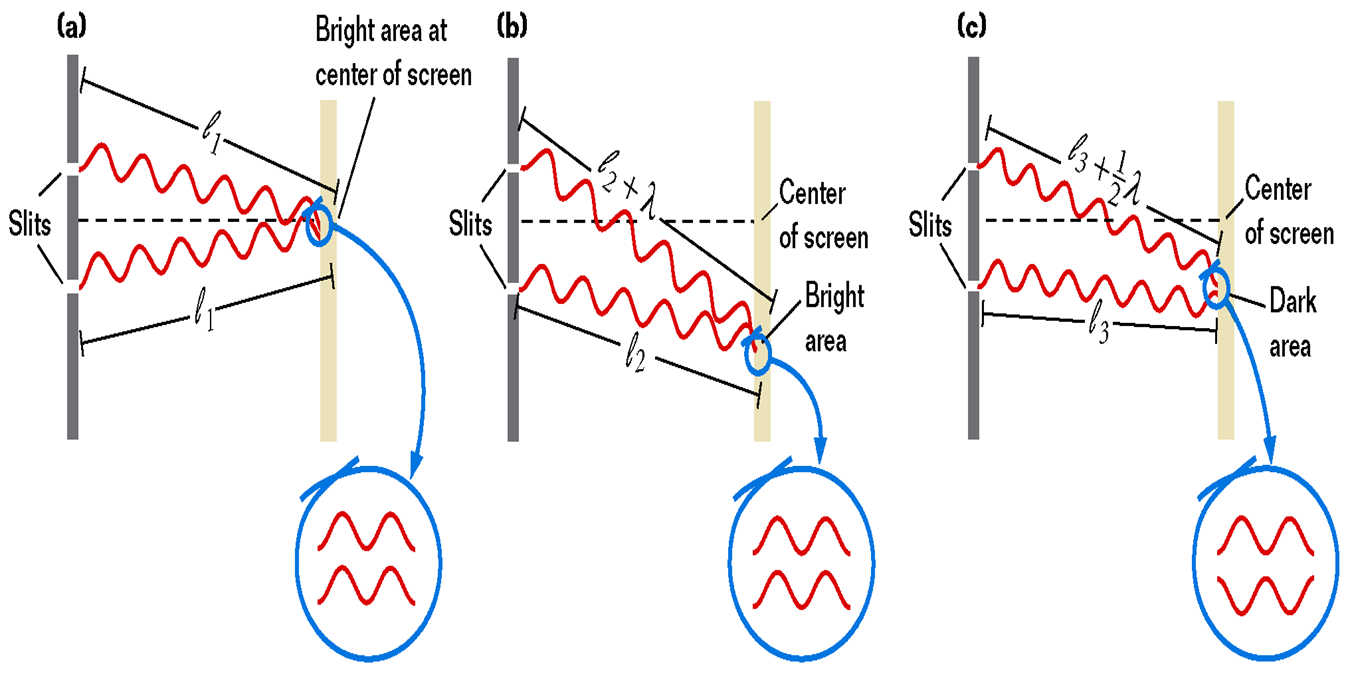 (a)
Bright area at
center of screen
ℓ1
Slits
ℓ1
(b)
ℓ2 + λ
Slits
Center
of screen
Bright
area
ℓ2
(c)
ℓ3 + 1/2 λ
Slits
Center
of screen
Dark
area
ℓ3